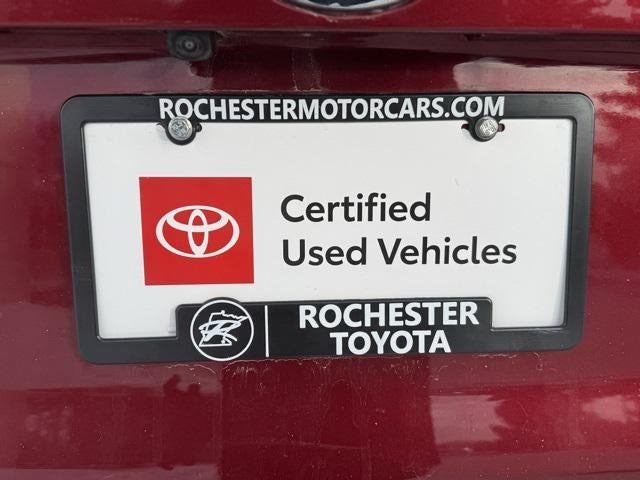 ROCHESTERMOTORCARS.COM
Certified
Used Vehicles
ROCHESTER
TOYOTA